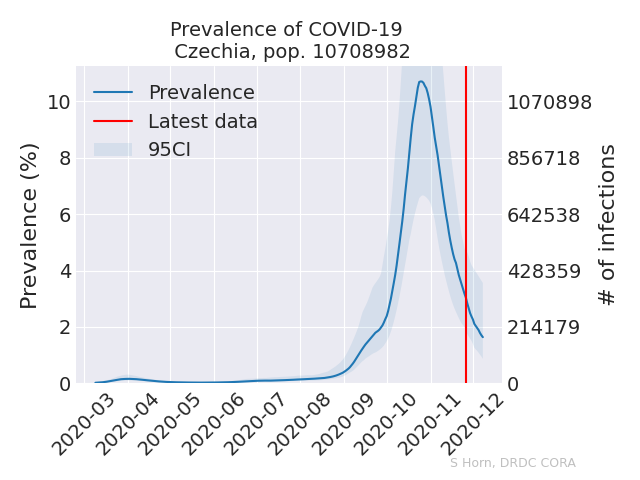 Prevalence of COVID-19
Czechia, pop. 10708982
Prevalence
Latest data
95CI
Prevalence (%)
10
8
6
4
2
0
1070898
856718
642538
428359
214179
0
# of infections
2020-03
2020-04
2020-05
2020-06
2020-07
2020-08
2020-09
2020-10
2020-11
2020-12
S Horn, DRDC CORA